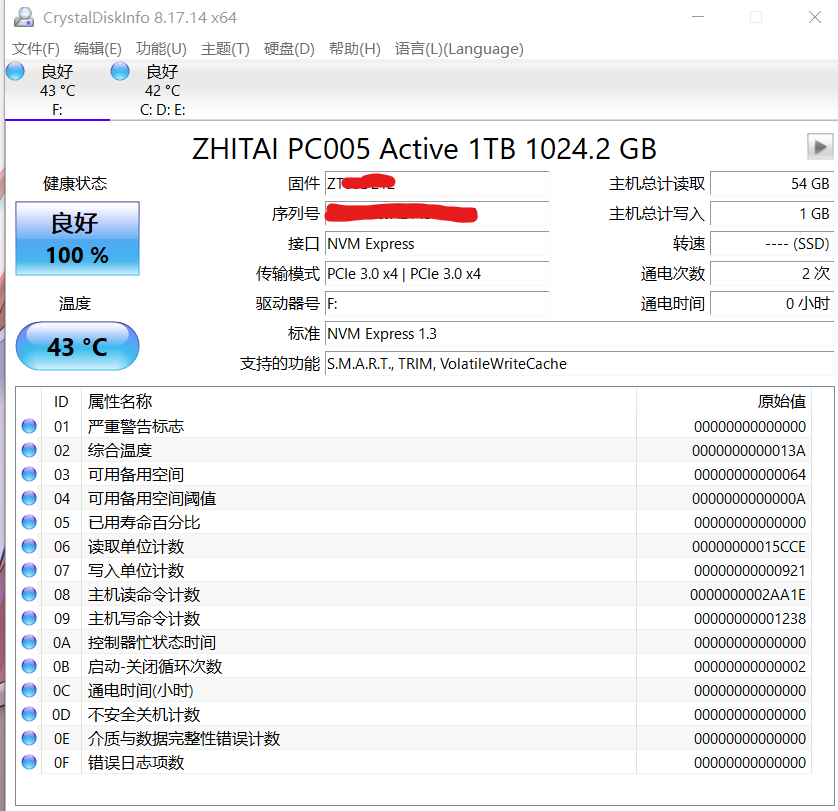 CrystalDiskInfo 8.17.14 x64
文件(F) 编辑(E) 功能(U) 主题(T) 硬盘(D) 帮助(H) 语言(L)(Language)
良好 良好
43 °C 42 °C
F: C: D: E:
ZHITAI PC005 Active 1TB 1024.2 GB
健康状态
良好
100 %
温度
43 °C
固件 主机总计读取 54 GB
序列号 主机总计写入 1 GB
接口 NVM Express 转速 ---- (SSD)
传输模式 PCIe 3.0 x4 | PCIe 3.0 x4 通电次数 2 次
驱动器号 F: 通电时间 0 小时
标准 NVM Express 1.3
支持的功能 S.M.A.R.T., TRIM, VolatileWriteCache
ID 属性名称 原始值
01 严重警告标志 00000000000000
02 综合温度 0000000000013A
03 可用备用空间 00000000000064
04 可用备用空间阈值 0000000000000A
05 已用寿命百分比 00000000000000
06 读取单位计数 00000000015CCE
07 写入单位计数 00000000000921
08 主机读命令计数 0000000002AA1E
09 主机写命令计数 00000000001238
0A 控制器忙状态时间 00000000000000
0B 启动-关闭循环次数 00000000000002
0C 通电时间(小时) 00000000000000
0D 不安全关机计数 00000000000000
0E 介质与数据完整性错误计数 00000000000000
0F 错误日志项数 00000000000000